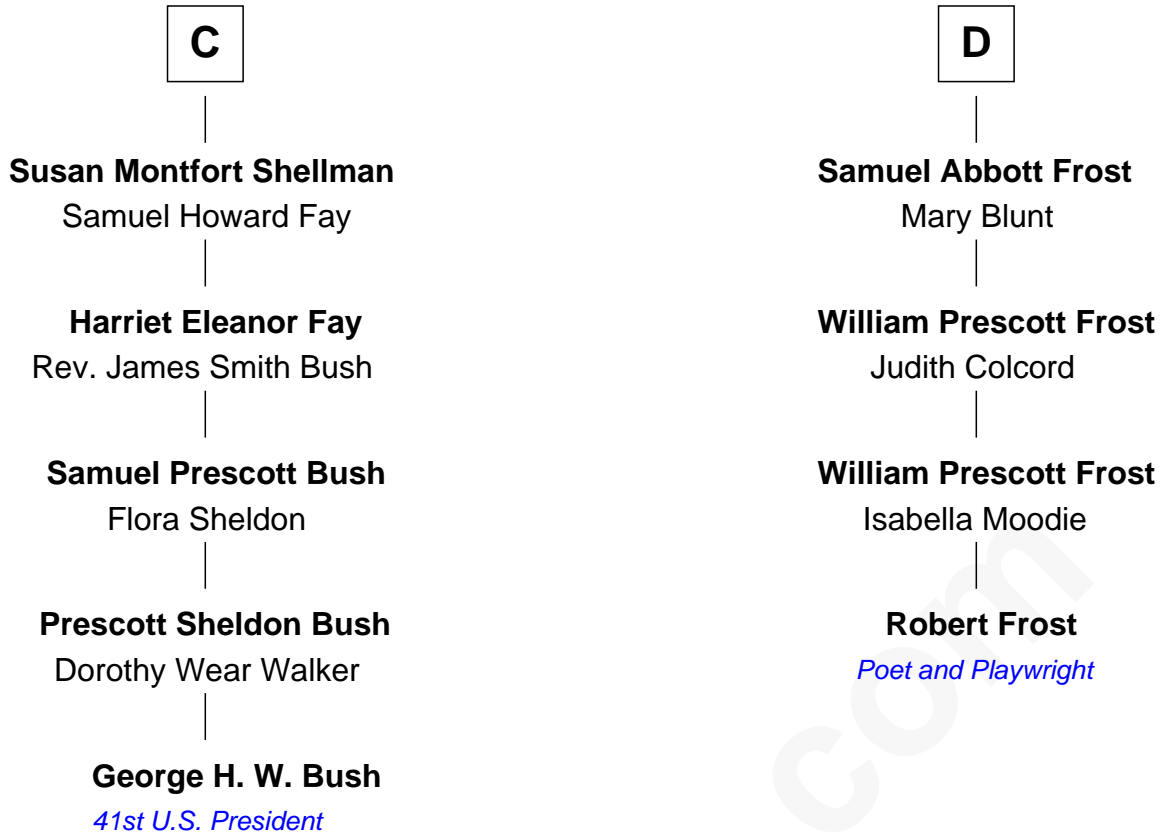 C
Susan Montfort Shellman
Samuel Howard Fay
Harriet Eleanor Fay
Rev. James Smith Bush
Samuel Prescott Bush
Flora Sheldon
Prescott Sheldon Bush
Dorothy Wear Walker
George H. W. Bush
41st U.S. President
D
Samuel Abbott Frost
Mary Blunt
William Prescott Frost
Judith Colcord
William Prescott Frost
Isabella Moodie
Robert Frost
Poet and Playwright
com